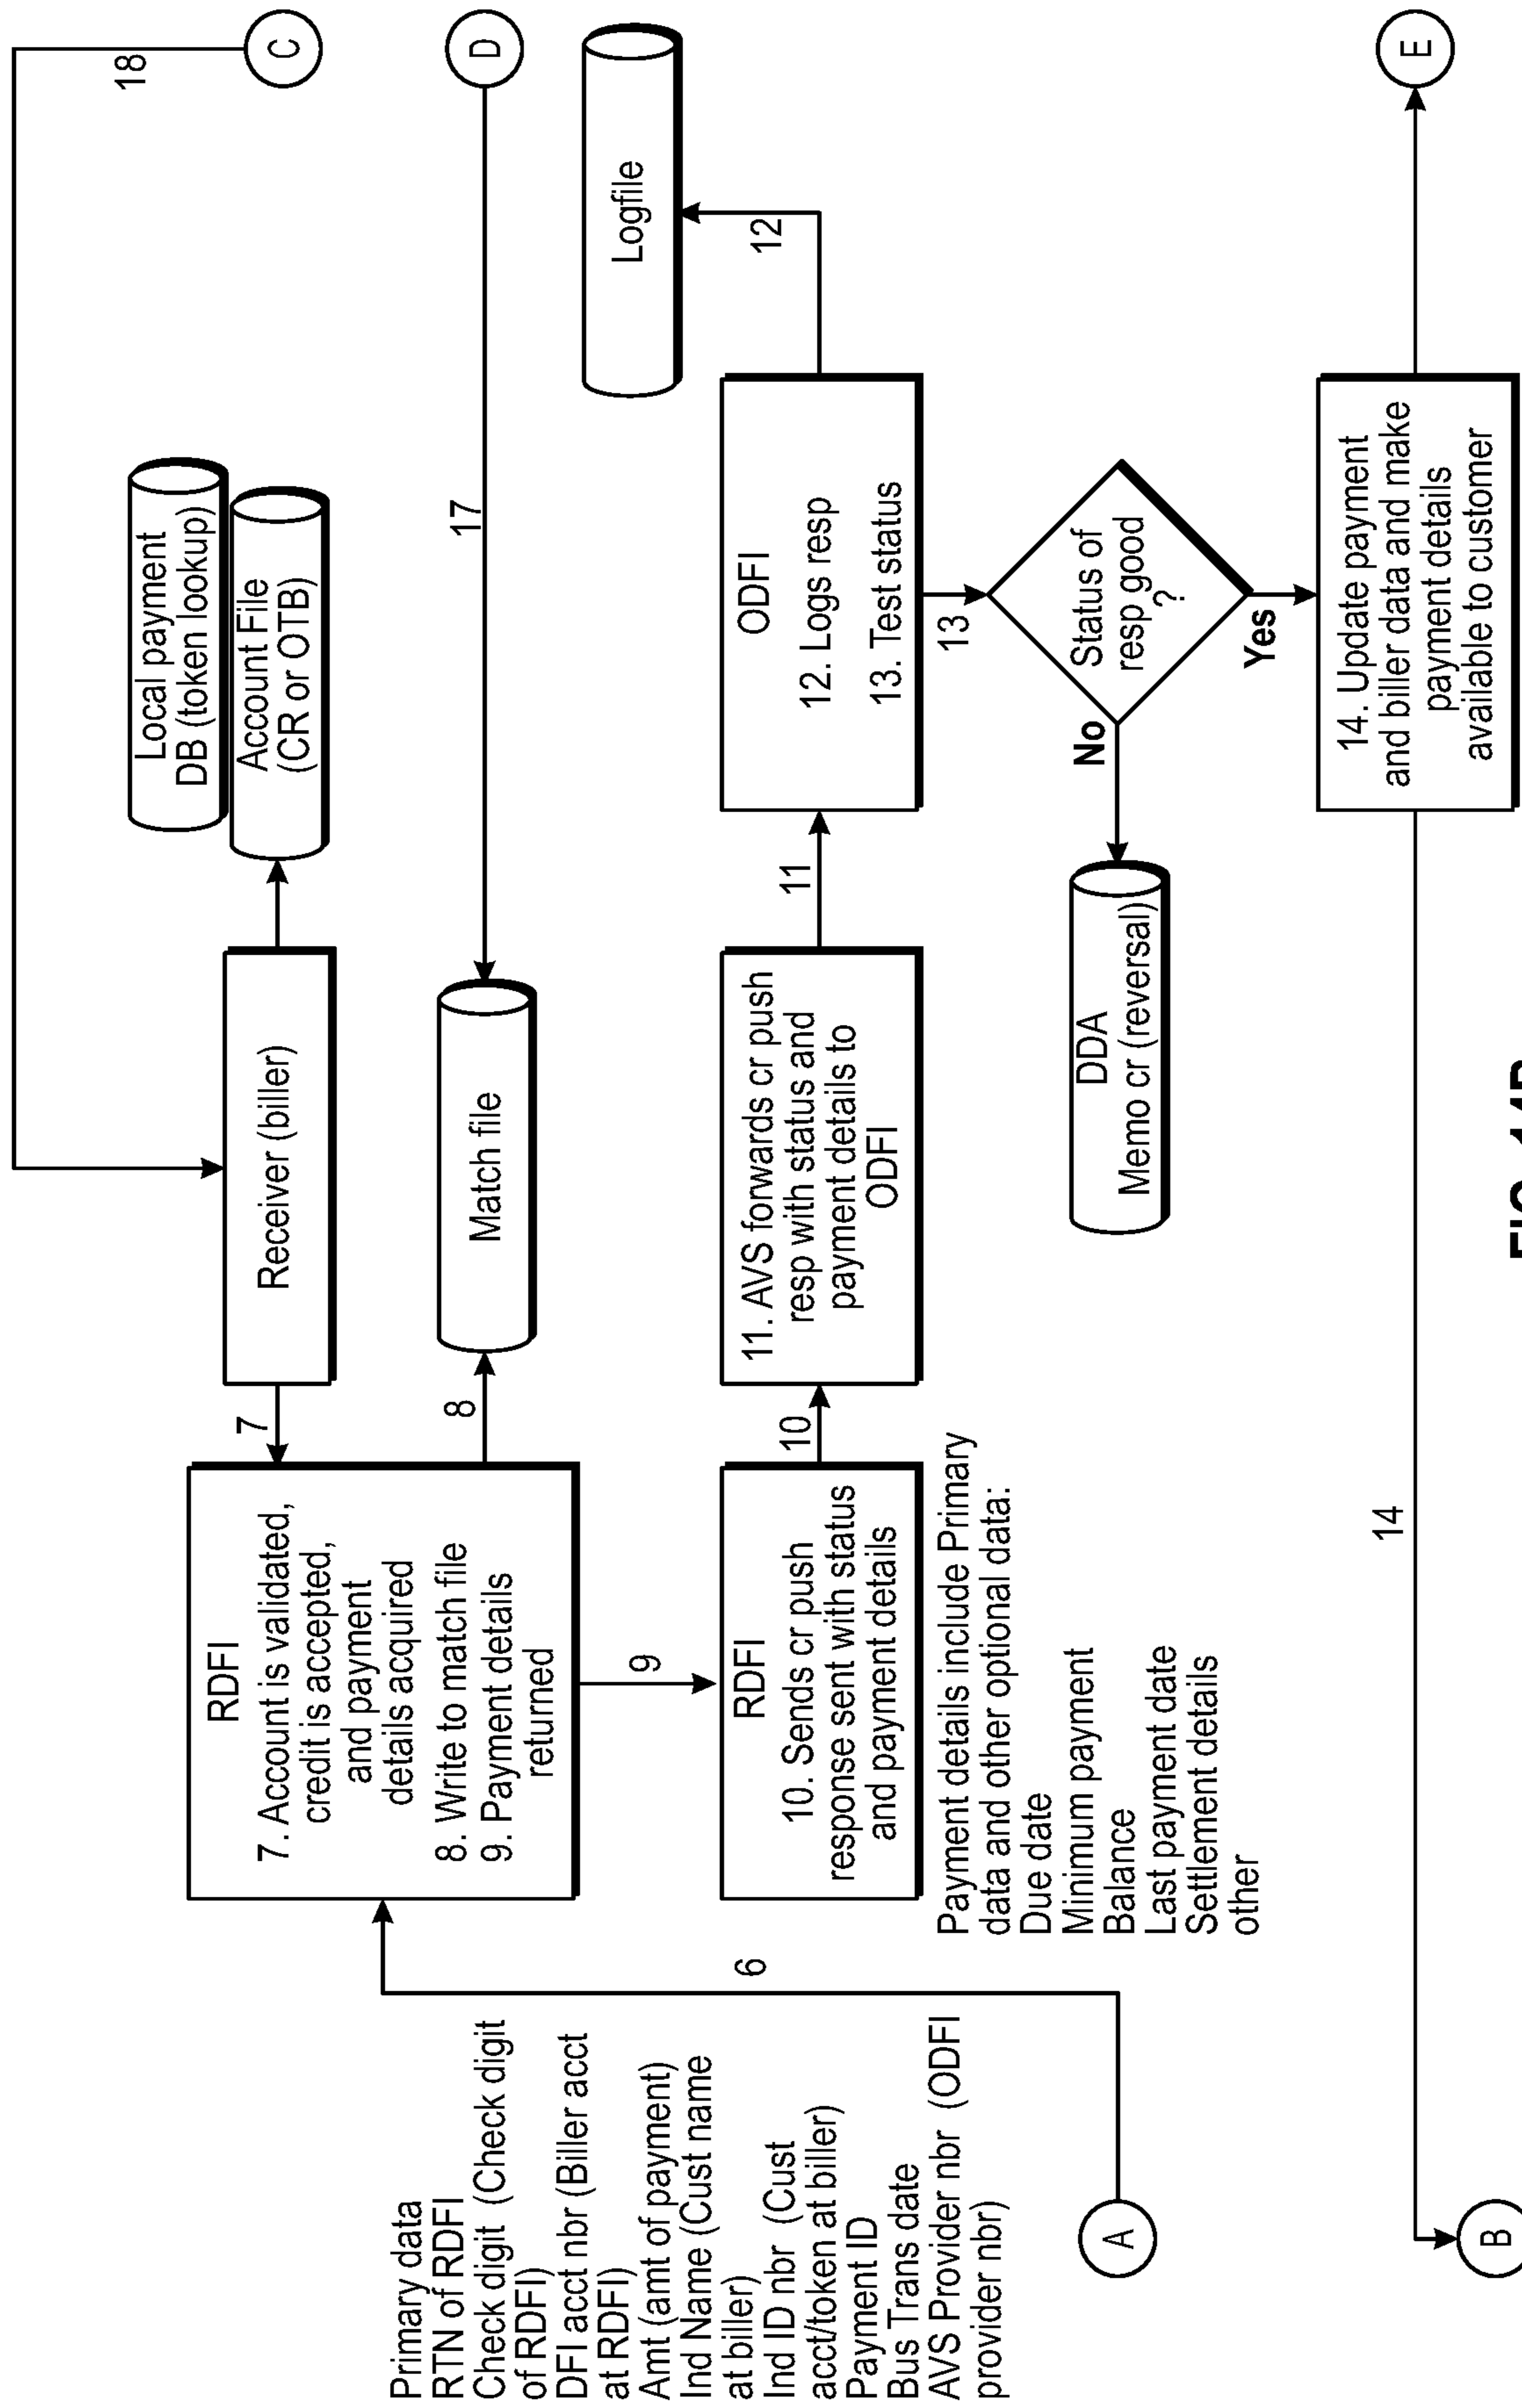 18
C
Local payment
DB (token lookup)
Account File
(CR or OTB)
Receiver (biller)
7
RDFI
7. Account is validated,
credit is accepted,
and payment
details acquired
8. Write to match file
9. Payment details
returned
8
Match file
17
D
6
Primary data
RTN of RDFI
Check digit (Check digit
of RDFI)
DFI acct nbr (Biller acct
at RDFI)
Amt (amt of payment)
Ind Name (Cust name
at biller)
Ind ID nbr (Cust
acct/token at biller)
Payment ID
Bus Trans date
AVS Provider nbr (ODFI
provider nbr)
A
9
RDFI
10. Sends cr push
response sent with status
and payment details
Payment details include Primary
data and other optional data:
Due date
Minimum payment
Balance
Last payment date
Settlement details
other
10
11. AVS forwards cr push
resp with status and
payment details to
ODFI
11
ODFI
12. Logs resp
13. Test status
12
Logfile
13
Status of
resp good
?
No
DDA
Memo cr (reversal)
Yes
14. Update payment
and biller data and make
payment details
available to customer
E
14
B